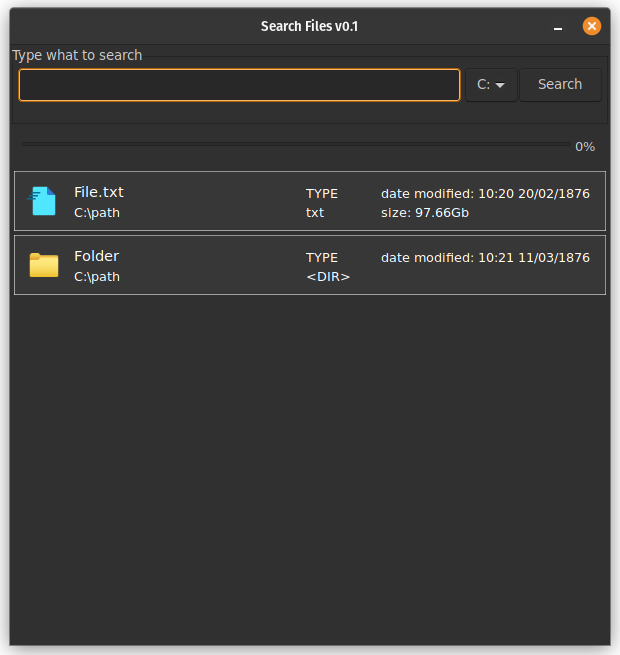 Search Files v0.1
Type what to search
C: Search
0%
File.txt TYPE date modified: 10:20 20/02/1876
C:\path txt size: 97.66Gb
Folder TYPE date modified: 10:21 11/03/1876
C:\path <DIR>